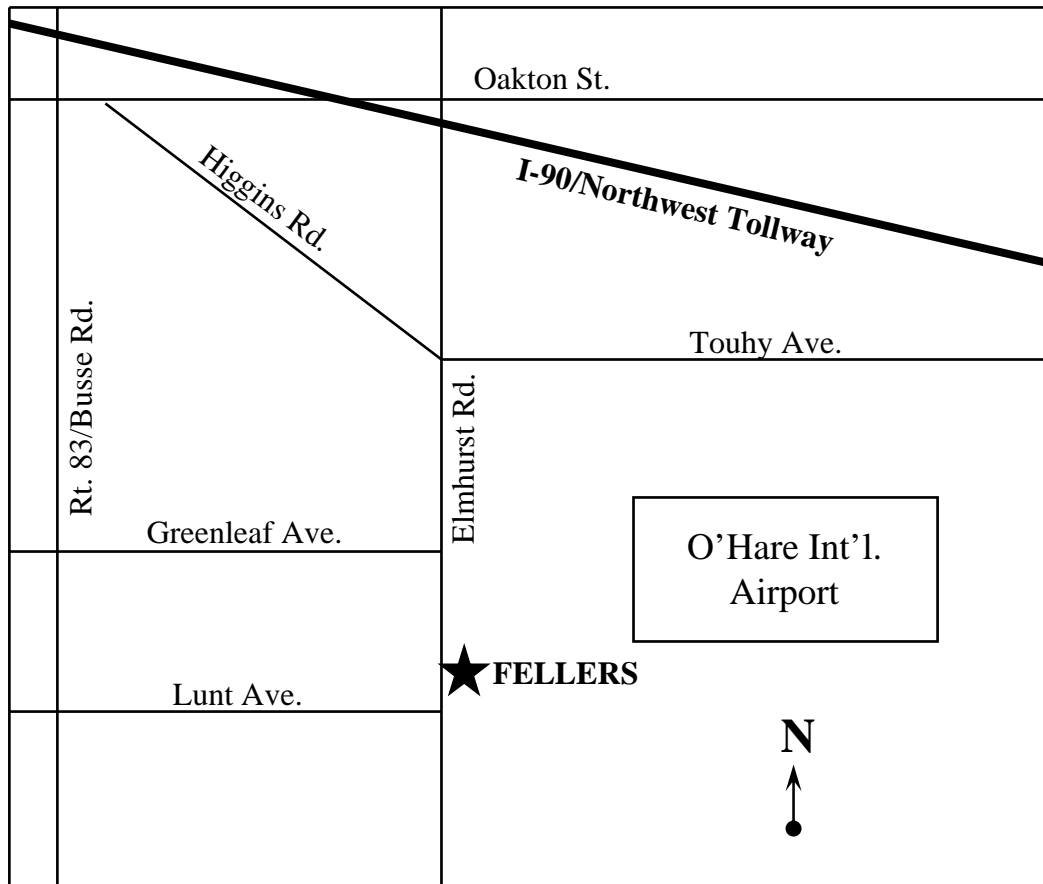 Oakton St.
I-90/Northwest Tollway
Higgins Rd.
Touhy Ave.
Rt. 83/Busse Rd.
Elmhurst Rd.
Greenleaf Ave.
O’Hare Int’l.
Airport
FELLERS
Lunt Ave.
N